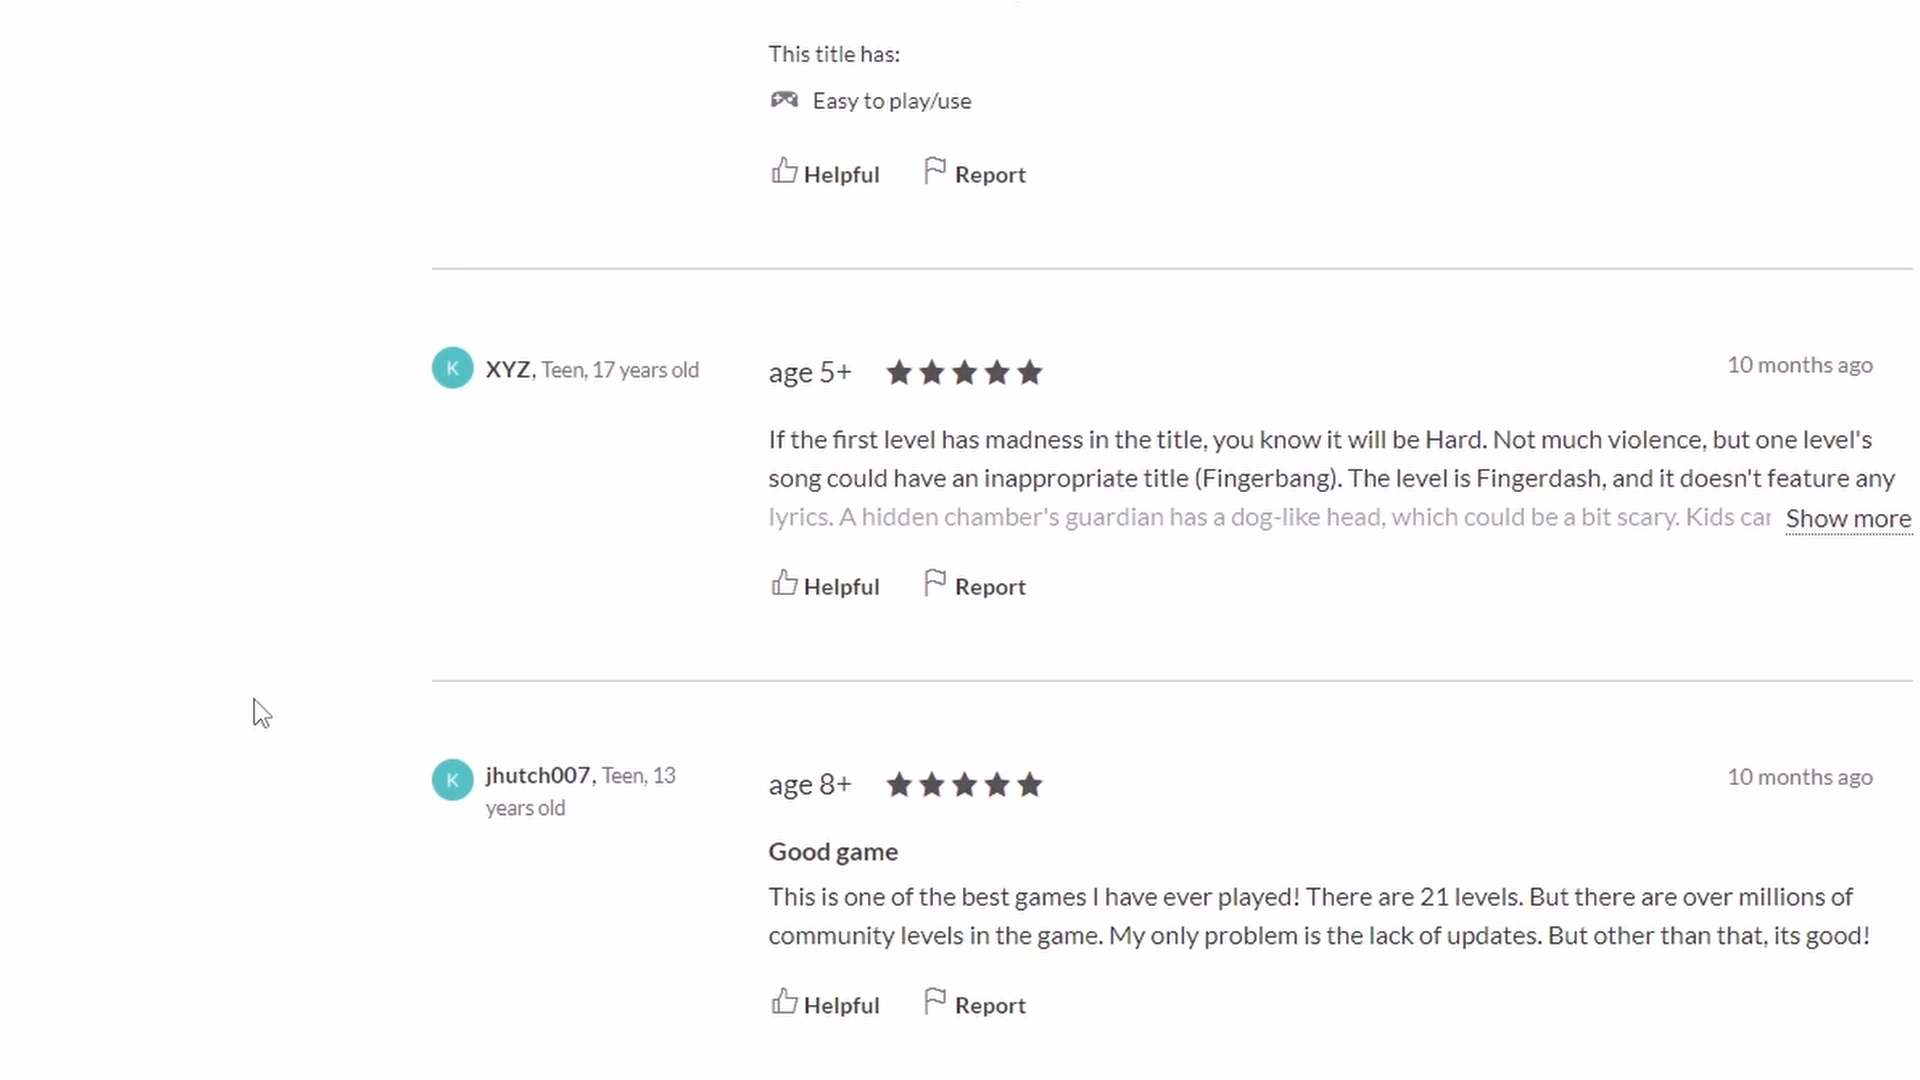 This title has:
Easy to play/use
Helpful Report
K XYZ, Teen, 17 years old age 5+ 10 months ago
If the first level has madness in the title, you know it will be Hard. Not much violence, but one level's
song could have an inappropriate title (Fingerbang). The level is Fingerdash, and it doesn't feature any
lyrics. A hidden chamber's guardian has a dog-like head, which could be a bit scary. Kids can Show more
Helpful Report
K jhutch007, Teen, 13
years old
age 8+ 10 months ago
Good game
This is one of the best games I have ever played! There are 21 levels. But there are over millions of
community levels in the game. My only problem is the lack of updates. But other than that, its good!
Helpful Report